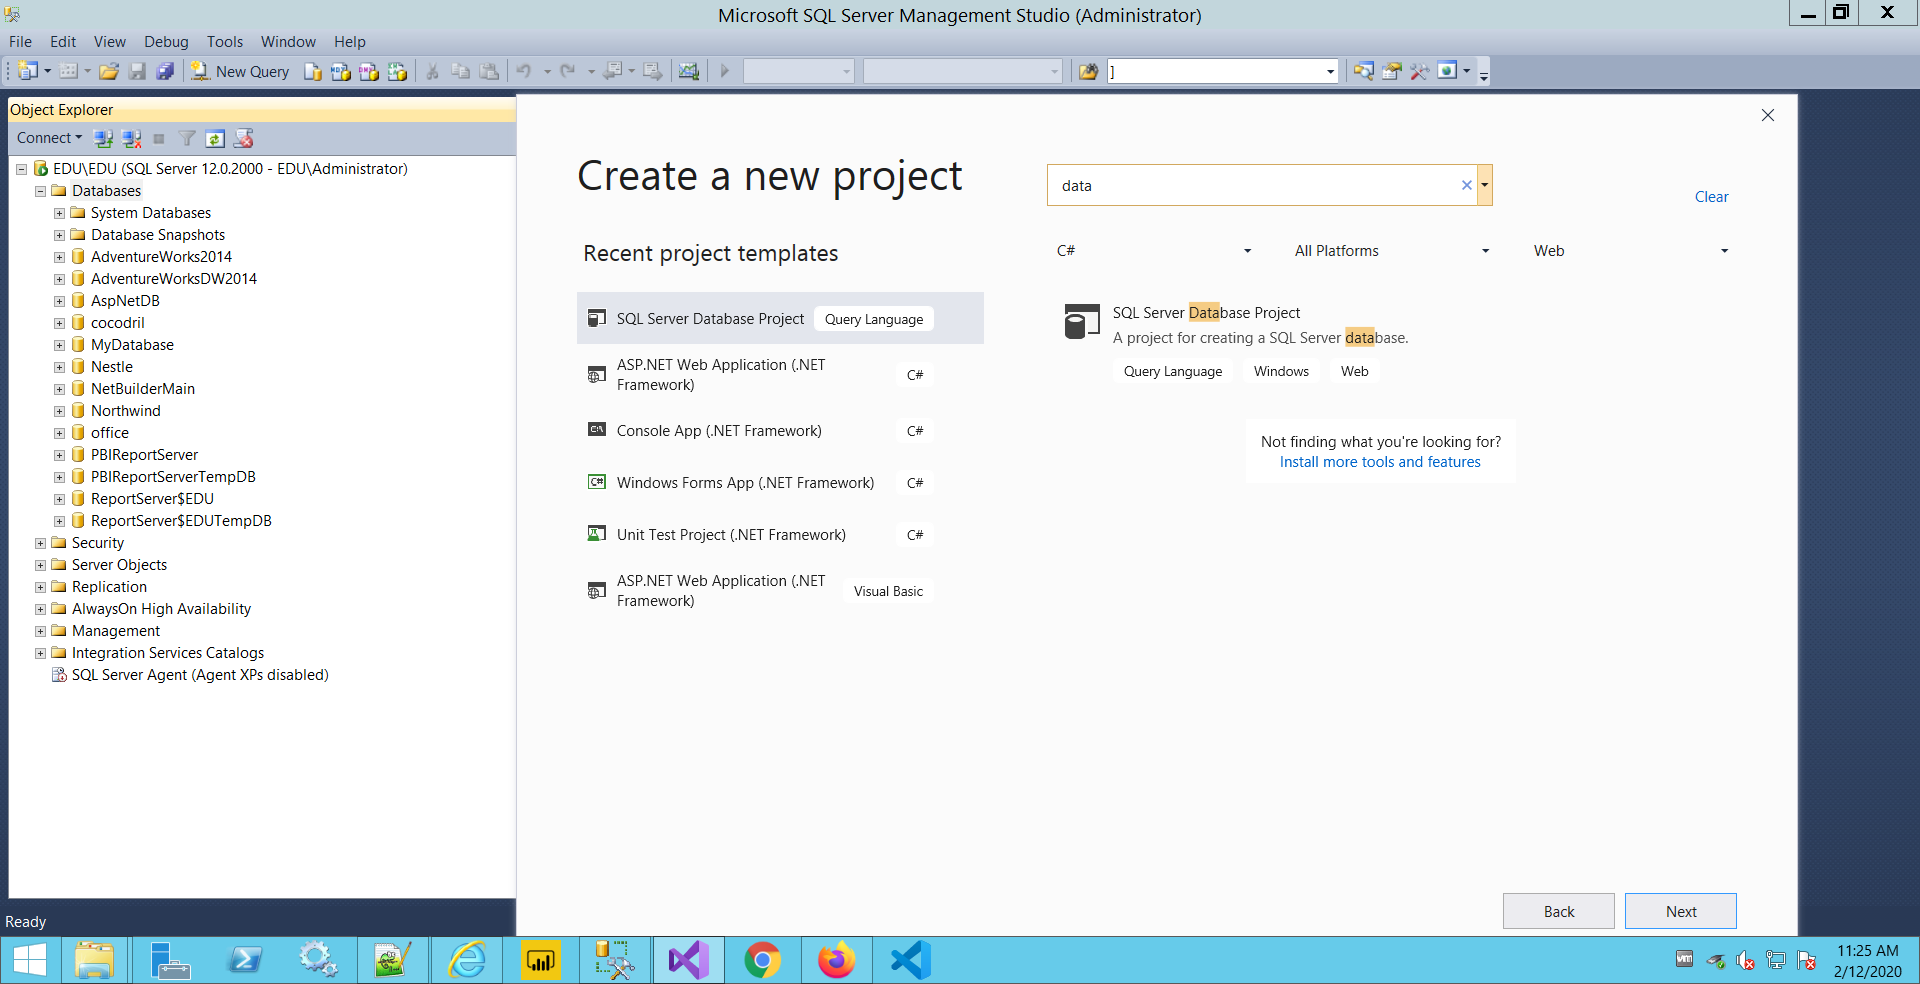 Microsoft SQL Server Management Studio (Administrator)
File Edit View Debug Tools Window Help
New Query
]
Object Explorer
Connect
EDU\EDU (SQL Server 12.0.2000 - EDU\Administrator)
Databases
System Databases
Database Snapshots
AdventureWorks2014
AdventureWorksDW2014
AspNetDB
cocodril
MyDatabase
Nestle
NetBuilderMain
Northwind
office
PBIReportServer
PBIReportServerTempDB
ReportServer$EDU
ReportServer$EDUTempDB
Security
Server Objects
Replication
AlwaysOn High Availability
Management
Integration Services Catalogs
SQL Server Agent (Agent XPs disabled)
Ready
Create a new project
data
Clear
Recent project templates
C# All Platforms Web
SQL Server Database Project Query Language
ASP.NET Web Application (.NET
Framework) C#
Console App (.NET Framework) C#
Windows Forms App (.NET Framework) C#
Unit Test Project (.NET Framework) C#
ASP.NET Web Application (.NET
Framework) Visual Basic
SQL Server Database Project
A project for creating a SQL Server database.
Query Language Windows Web
Not finding what you're looking for?
Install more tools and features
Back Next
11:25 AM
2/12/2020